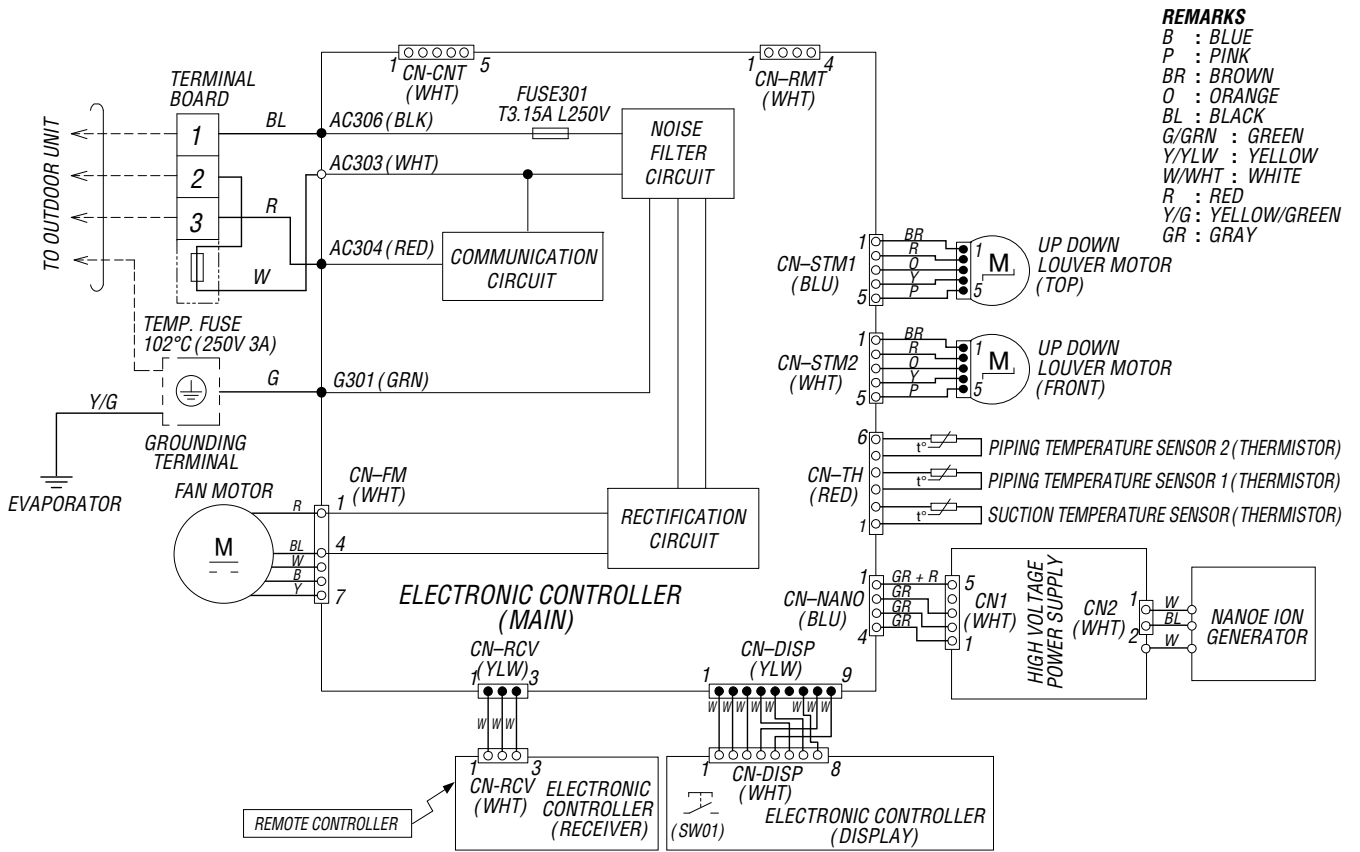 REMARKS
B : BLUE
P : PINK
BR : BROWN
O : ORANGE
BL : BLACK
G/GRN : GREEN
Y/YLW : YELLOW
W/WHT : WHITE
R : RED
Y/G : YELLOW/GREEN
GR : GRAY
1 5
CN-CNT
(WHT)
1 4
CN–RMT
(WHT)
TERMINAL
BOARD
TO OUTDOOR UNIT
1
2
3
BL
R
W
AC306 (BLK)
FUSE301
T3.15A L250V
AC303 (WHT)
AC304 (RED)
NOISE
FILTER
CIRCUIT
COMMUNICATION
CIRCUIT
TEMP. FUSE
102°C (250V 3A)
G
G301 (GRN)
Y/G
GROUNDING
TERMINAL
EVAPORATOR
1
5
CN–STM1
(BLU)
BR
R
O
Y
P
1
5
M
UP DOWN
LOUVER MOTOR
(TOP)
1
5
CN–STM2
(WHT)
BR
R
O
Y
P
1
5
M
UP DOWN
LOUVER MOTOR
(FRONT)
6
1
CN–TH
(RED)
t°
PIPING TEMPERATURE SENSOR 2 (THERMISTOR)
t°
PIPING TEMPERATURE SENSOR 1 (THERMISTOR)
t°
SUCTION TEMPERATURE SENSOR (THERMISTOR)
FAN MOTOR
M
R
BL
W
B
Y
CN–FM
(WHT)
1
4
7
RECTIFICATION
CIRCUIT
ELECTRONIC CONTROLLER
(MAIN)
1
4
CN–NANO
(BLU)
GR + R
GR
GR
GR
5
1
CN1
(WHT)
HIGH VOLTAGE
POWER SUPPLY
CN2
(WHT)
1
2
W
BL
W
NANOE ION
GENERATOR
CN–RCV
(YLW)
1 3
W W W
1 3
CN-RCV
(WHT)
ELECTRONIC
CONTROLLER
(RECEIVER)
REMOTE CONTROLLER
CN–DISP
(YLW)
1 9
W W W W W W W W
1 8
CN-DISP
(WHT)
(SW01)
ELECTRONIC CONTROLLER
(DISPLAY)